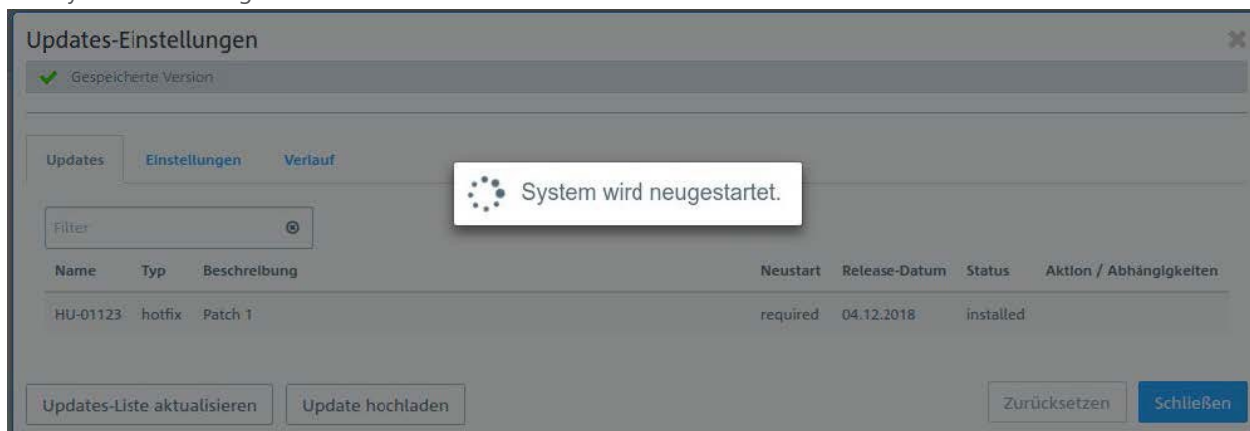 Updates-Einstellungen
Gespeicherte Version
Updates Einstellungen Verlauf
System wird neugestartet.
Filter
Name Typ Beschreibung Neustart Release-Datum Status Aktion / Abhängigkeiten
HU-01123 hotfix Patch 1 required 04.12.2018 installed
Updates-Liste aktualisieren Update hochladen Zurücksetzen Schließen